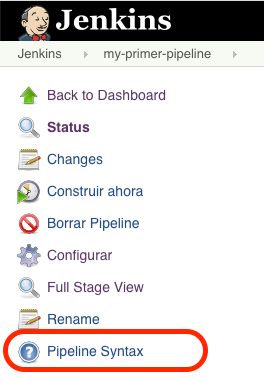 Jenkins
Jenkins my-primer-pipeline
Back to Dashboard
Status
Changes
Construir ahora
Borrar Pipeline
Configurar
Full Stage View
Rename
? Pipeline Syntax